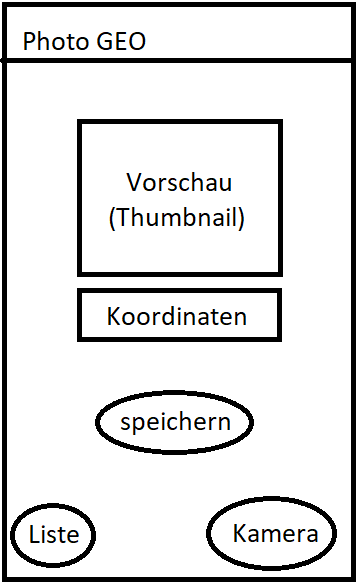 Photo GEO
Vorschau
(Thumbnail)
Koordinaten
speichern
Liste
Kamera